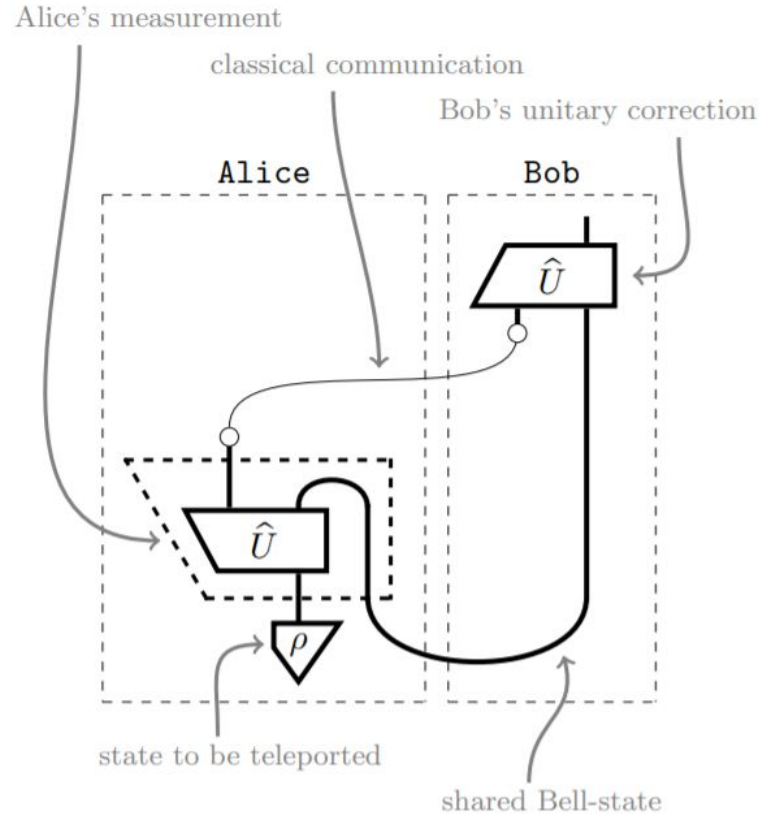 Alice's measurement
classical communication
Bob's unitary correction
Alice
Bob
Û
Û
ρ
state to be teleported
shared Bell-state